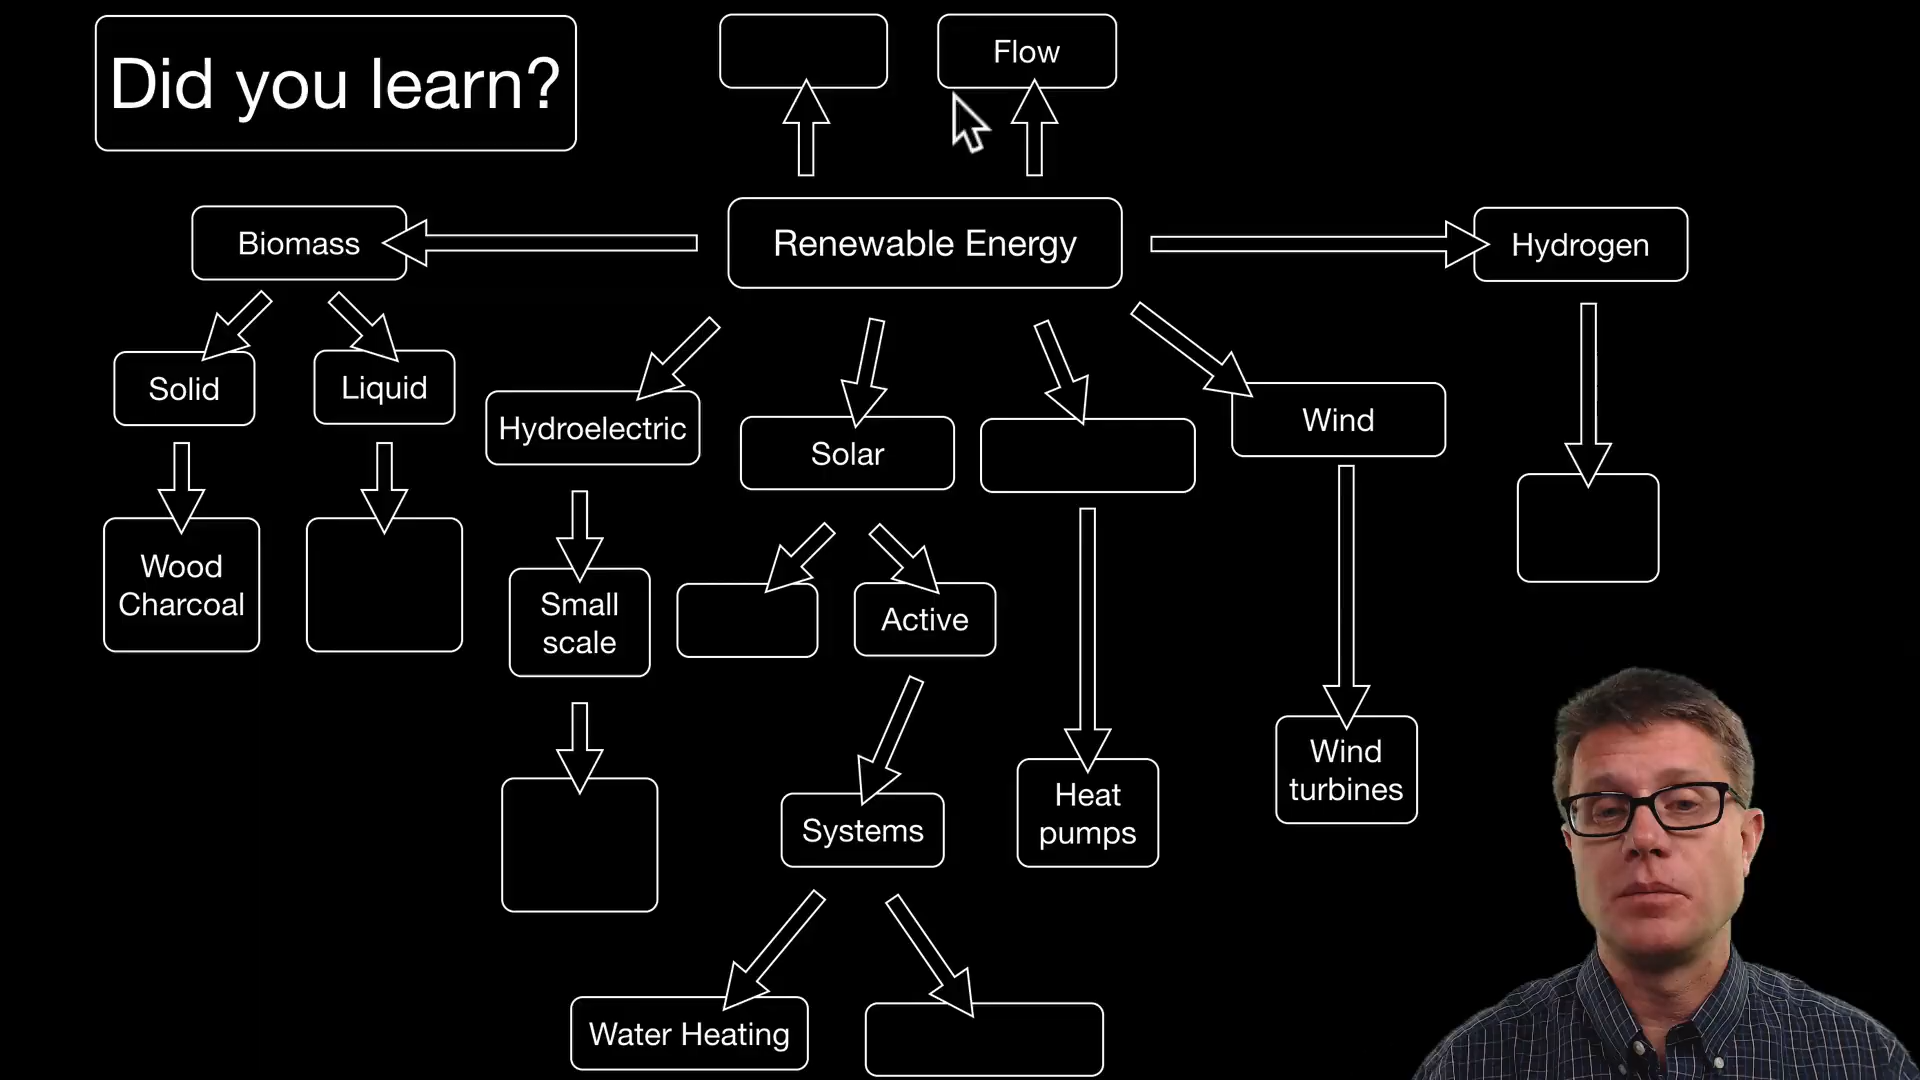 Did you learn?
Flow
Biomass
Renewable Energy
Hydrogen
Solid
Liquid
Hydroelectric
Solar
Wind
Wood
Charcoal
Small
scale
Active
Systems
Heat
pumps
Wind
turbines
Water Heating